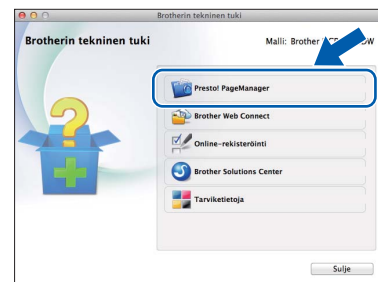 Brotherin tekninen tuki
Brotherin tekninen tuki
Malli: Brother
Presto! PageManager
Brother Web Connect
Online-rekisteröinti
Brother Solutions Center
Tarviketietoja
Sulje